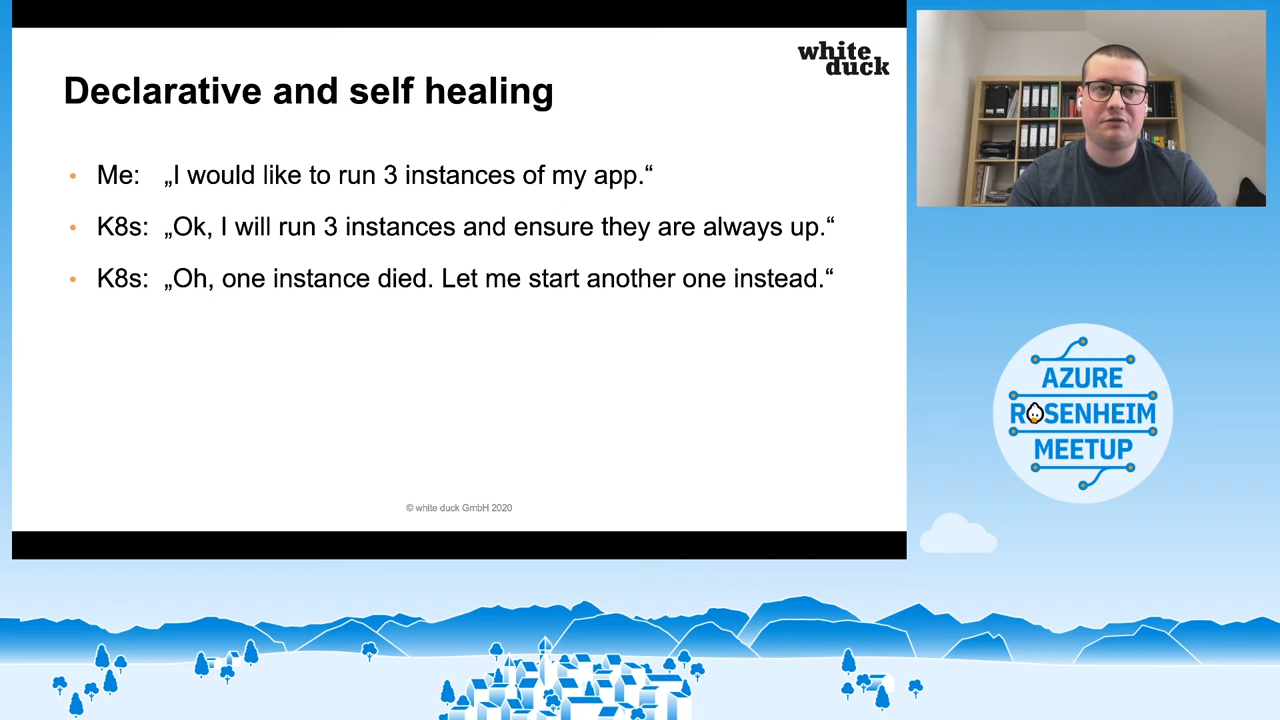 white
duck
Declarative and self healing
• Me: „I would like to run 3 instances of my app.“
• K8s: „Ok, I will run 3 instances and ensure they are always up.“
• K8s: „Oh, one instance died. Let me start another one instead.“
© white duck GmbH 2020
AZURE
ROSENHEIM
MEETUP